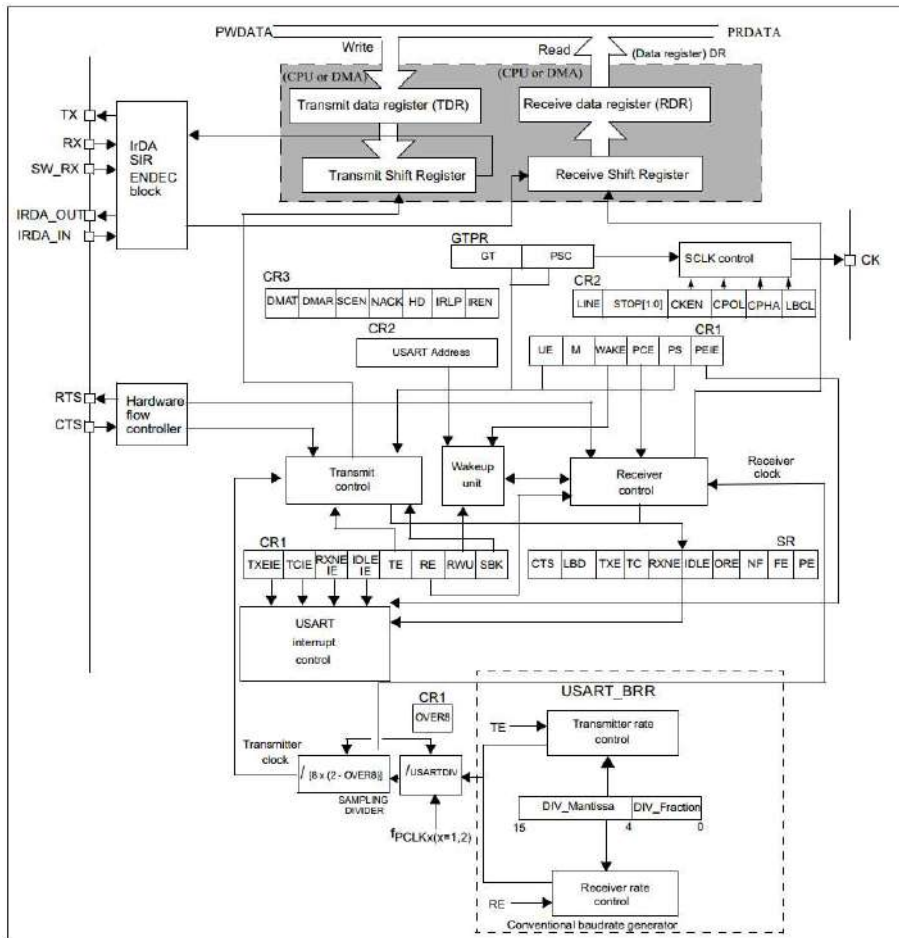 PWDATA
PRDATA
Write
Read
(Data register) DR
(CPU or DMA)
(CPU or DMA)
Transmit data register (TDR)
Receive data register (RDR)
Transmit Shift Register
Receive Shift Register
TX
RX
SW_RX
IRDA_OUT
IRDA_IN
IrDA
SIR
ENDEC
block
GTPR
GT
PSC
SCLK control
CK
CR3
DMAT DMAR SCEN NACK HD IRLP IREN
CR2
LINE STOP[1:0] CKEN CPOL CPHA LBCL
CR2
USART Address
CR1
UE M WAKE PCE PS PEIE
RTS
CTS
Hardware
flow
controller
Transmit
control
Wakeup
unit
Receiver
control
Receiver
clock
CR1
TXEIE TCIE RXNE
IE IDLE
IE TE RE RWU SBK
SR
CTS LBD TXE TC RXNE IDLE ORE NF FE PE
USART
interrupt
control
USART_BRR
CR1
OVER8
TE
Transmitter rate
control
Transmitter
clock
/ [8 x (2 - OVER8)]
/USARTDIV
SAMPLING
DIVIDER
fPCLKx(x=1,2)
DIV_Mantissa DIV_Fraction
15 4 0
RE
Receiver rate
control
Conventional baudrate generator